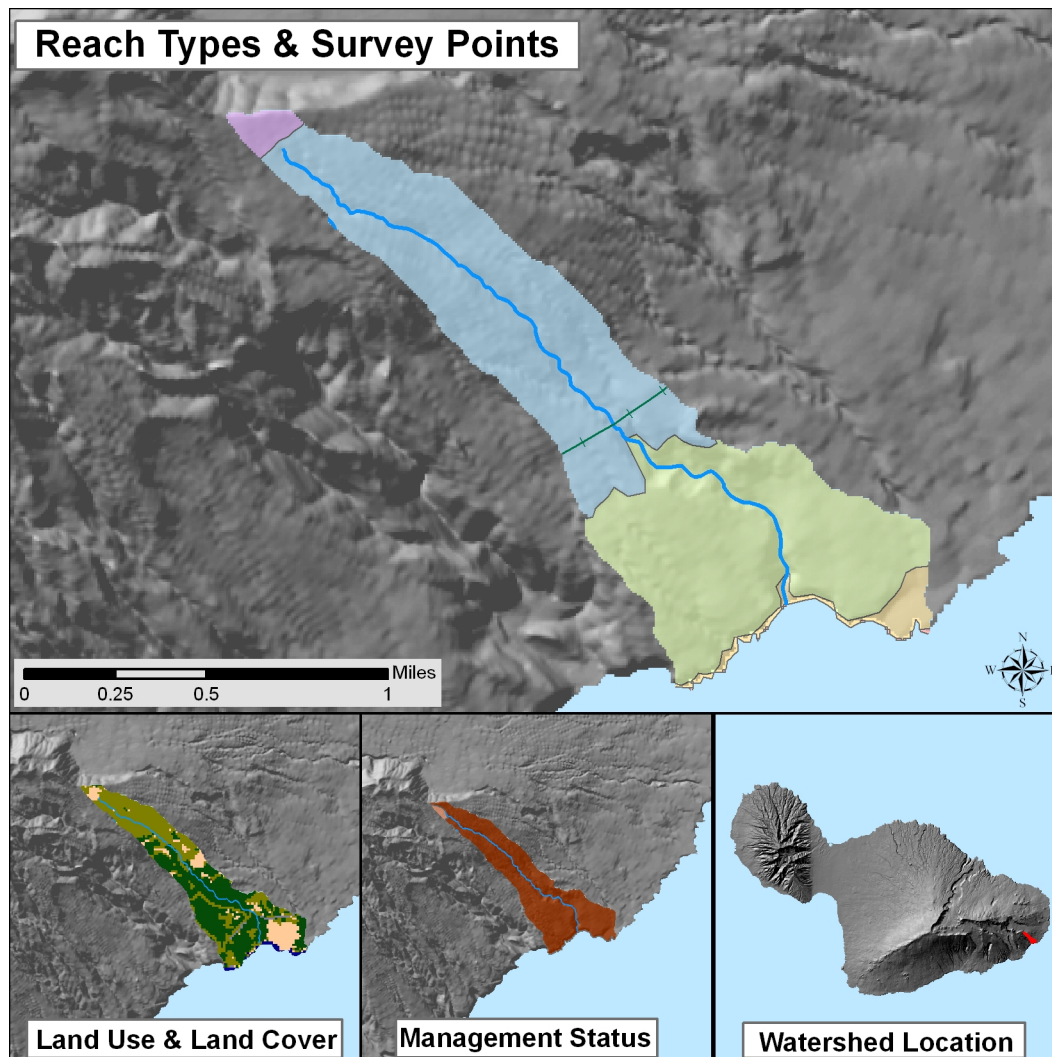 Reach Types & Survey Points
Miles
0 0.25 0.5 1
N
W
S
Land Use & Land Cover
Management Status
Watershed Location